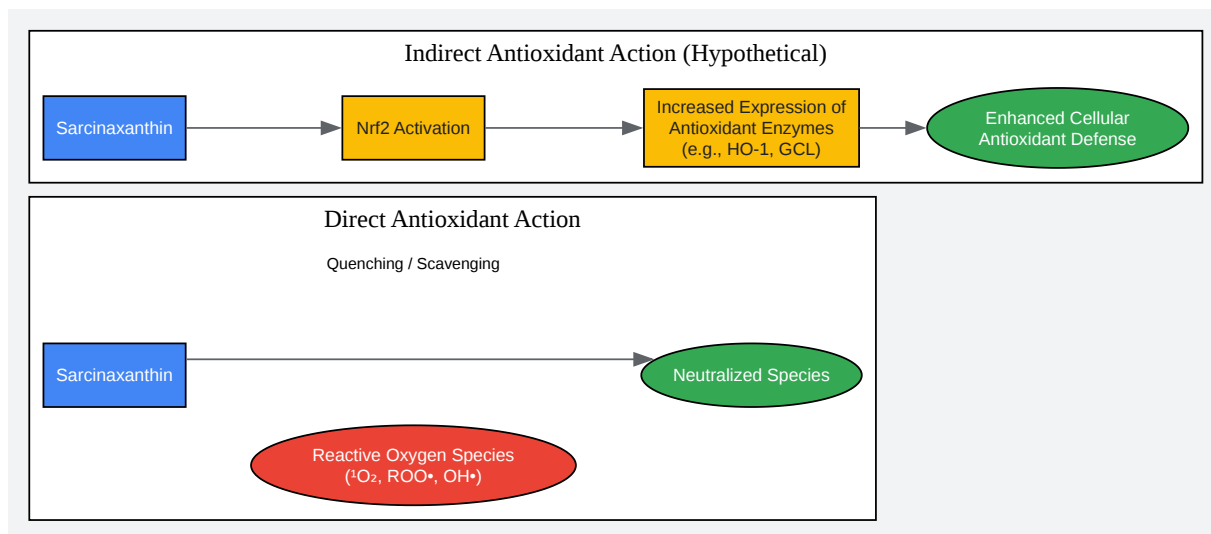 Indirect Antioxidant Action (Hypothetical)
Sarcinaxanthin
Nrf2 Activation
Increased Expression of
Antioxidant Enzymes
(e.g., HO-1, GCL)
Enhanced Cellular
Antioxidant Defense
Direct Antioxidant Action
Quenching / Scavenging
Sarcinaxanthin
Neutralized Species
Reactive Oxygen Species
(¹O₂, ROO•, OH•)